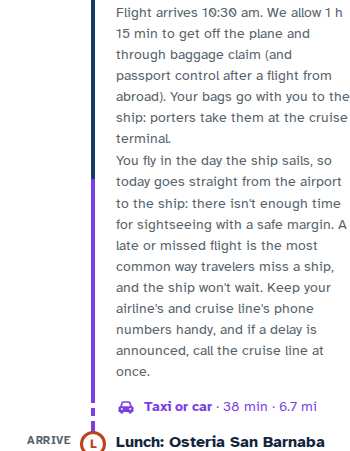 Flight arrives 10:30 am. We allow 1 h
15 min to get off the plane and
through baggage claim (and
passport control after a flight from
abroad). Your bags go with you to the
ship: porters take them at the cruise
terminal.
You fly in the day the ship sails, so
today goes straight from the airport
to the ship: there isn't enough time
for sightseeing with a safe margin. A
late or missed flight is the most
common way travelers miss a ship,
and the ship won't wait. Keep your
airline's and cruise line's phone
numbers handy, and if a delay is
announced, call the cruise line at
once.
Taxi or car · 38 min · 6.7 mi
ARRIVE L Lunch: Osteria San Barnaba